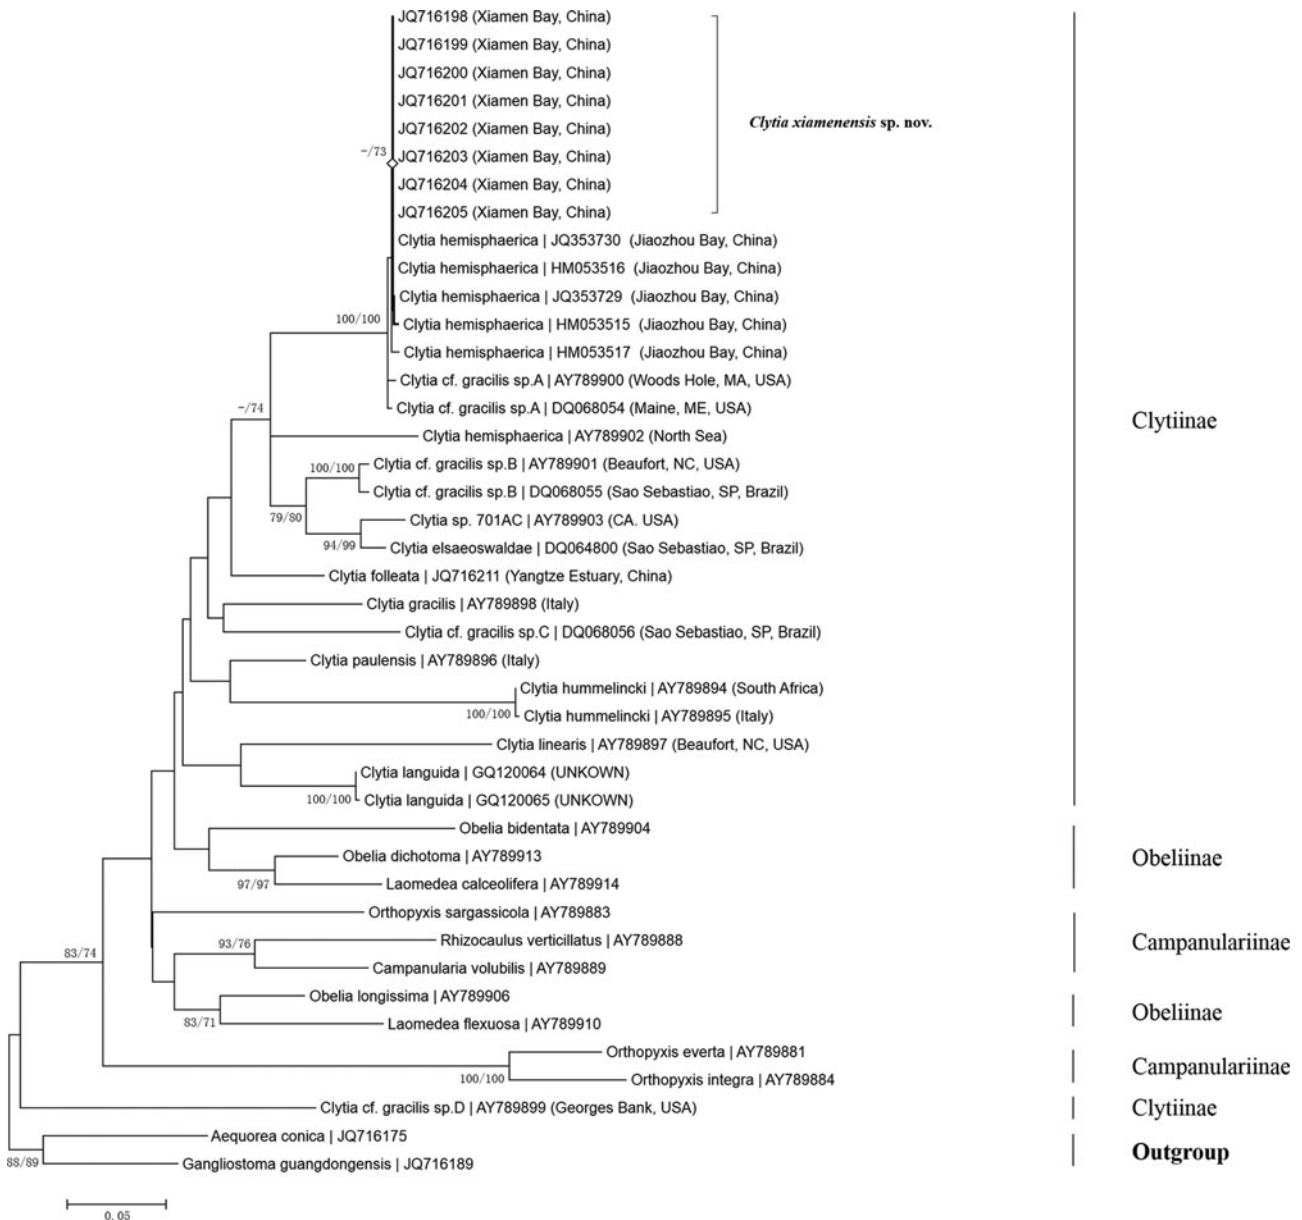 JQ716198 (Xiamen Bay, China)
JQ716199 (Xiamen Bay, China)
JQ716200 (Xiamen Bay, China)
JQ716201 (Xiamen Bay, China)
JQ716202 (Xiamen Bay, China)
Clytia xiamenensis sp. nov.
-/73
JQ716203 (Xiamen Bay, China)
JQ716204 (Xiamen Bay, China)
JQ716205 (Xiamen Bay, China)
Clytia hemisphaerica | JQ353730 (Jiaozhou Bay, China)
Clytia hemisphaerica | HM053516 (Jiaozhou Bay, China)
Clytia hemisphaerica | JQ353729 (Jiaozhou Bay, China)
100/100
Clytia hemisphaerica | HM053515 (Jiaozhou Bay, China)
Clytia hemisphaerica | HM053517 (Jiaozhou Bay, China)
Clytia cf. gracilis sp.A | AY789900 (Woods Hole, MA, USA)
-/74
Clytia cf. gracilis sp.A | DQ068054 (Maine, ME, USA)
Clytiinae
Clytia hemisphaerica | AY789902 (North Sea)
100/100
Clytia cf. gracilis sp.B | AY789901 (Beaufort, NC, USA)
Clytia cf. gracilis sp.B | DQ068055 (Sao Sebastiao, SP, Brazil)
79/80
Clytia sp. 701AC | AY789903 (CA. USA)
94/99
Clytia elsaeoswaldae | DQ064800 (Sao Sebastiao, SP, Brazil)
Clytia folleata | JQ716211 (Yangtze Estuary, China)
Clytia gracilis | AY789898 (Italy)
Clytia cf. gracilis sp.C | DQ068056 (Sao Sebastiao, SP, Brazil)
Clytia paulensis | AY789896 (Italy)
Clytia hummelincki | AY789894 (South Africa)
100/100
Clytia hummelincki | AY789895 (Italy)
Clytia linearis | AY789897 (Beaufort, NC, USA)
Clytia languida | GQ120064 (UNKOWN)
100/100
Clytia languida | GQ120065 (UNKOWN)
Obelia bidentata | AY789904
Obelia dichotoma | AY789913
Obeliinae
97/97
Laomedea calceolifera | AY789914
Orthopyxis sargassicola | AY789883
93/76
Rhizocaulus verticillatus | AY789888
Campanulariinae
83/74
Campanularia volubilis | AY789889
Obelia longissima | AY789906
Obeliinae
83/71
Laomedea flexuosa | AY789910
Orthopyxis everta | AY789881
Campanulariinae
100/100
Orthopyxis integra | AY789884
Clytia cf. gracilis sp.D | AY789899 (Georges Bank, USA)
Clytiinae
Aequorea conica | JQ716175
Outgroup
88/89
Gangliostoma guangdongensis | JQ716189
0.05